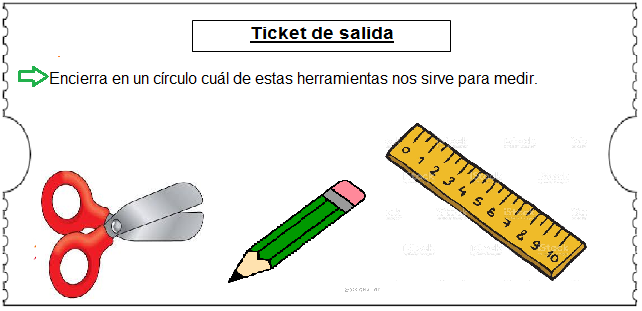 Ticket de salida
Encierra en un círculo cuál de estas herramientas nos sirve para medir.
0 1 2 3 4 5 6 7 8 9 10